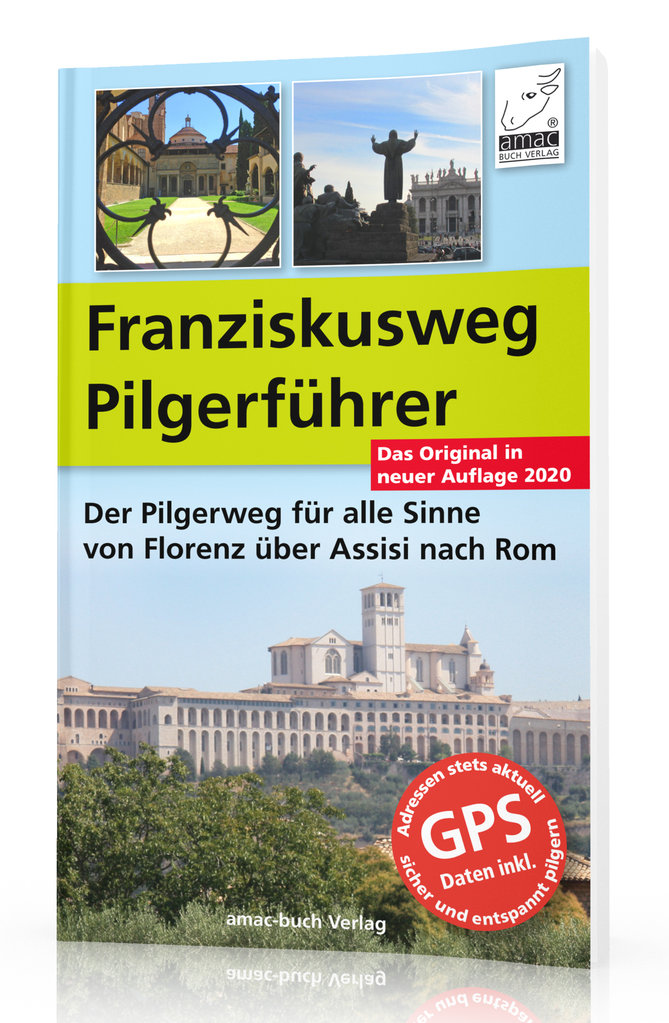 amac
®
BUCH VERLAG
Franziskusweg
Pilgerführer
Das Original in
neuer Auflage 2020
Der Pilgerweg für alle Sinne
von Florenz über Assisi nach Rom
Adressen stets aktuell
GPS
Daten inkl.
sicher und entspannt pilgern
amac-buch Verlag